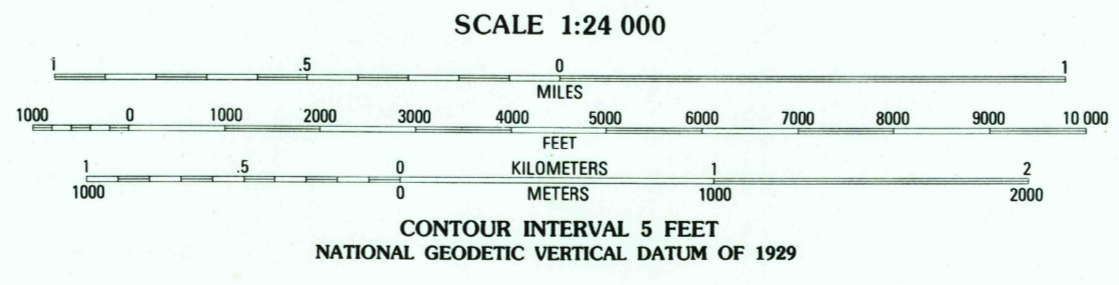 SCALE 1:24 000
1 .5 0 1
MILES
1000 0 1000 2000 3000 4000 5000 6000 7000 8000 9000 10 000
FEET
1 .5 0 KILOMETERS 1 2
1000 0 METERS 1000 2000
CONTOUR INTERVAL 5 FEET
NATIONAL GEODETIC VERTICAL DATUM OF 1929